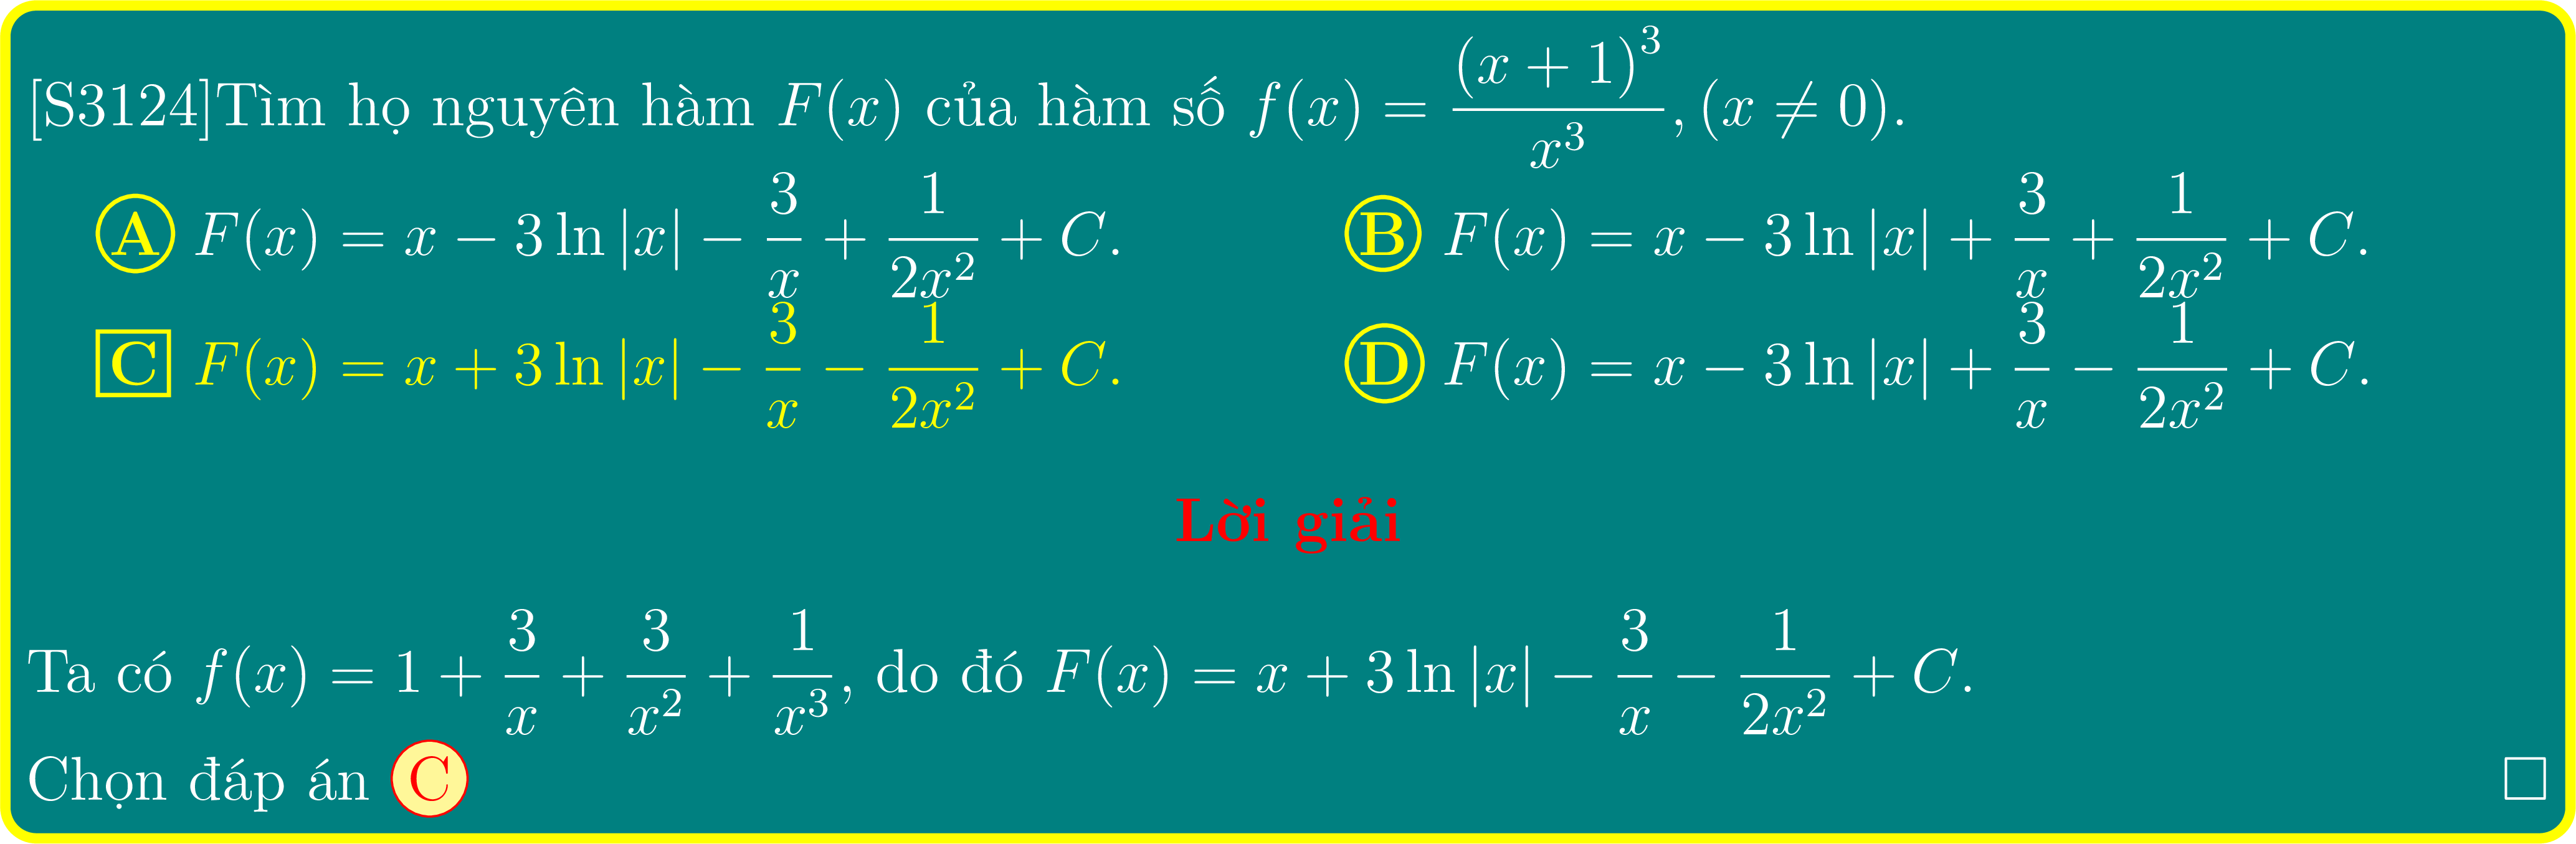 [S3124]Tìm họ nguyên hàm F(x) của hàm số f(x) = \frac{(x + 1)^3}{x^3}, (x ≠ 0).
A F(x) = x − 3 ln |x| − \frac{3}{x} + \frac{1}{2x^2} + C. B F(x) = x − 3 ln |x| + \frac{3}{x} + \frac{1}{2x^2} + C.
C F(x) = x + 3 ln |x| − \frac{3}{x} − \frac{1}{2x^2} + C. D F(x) = x − 3 ln |x| + \frac{3}{x} − \frac{1}{2x^2} + C.
Lời giải
Ta có f(x) = 1 + \frac{3}{x} + \frac{3}{x^2} + \frac{1}{x^3}, do đó F(x) = x + 3 ln |x| − \frac{3}{x} − \frac{1}{2x^2} + C.
Chọn đáp án C □